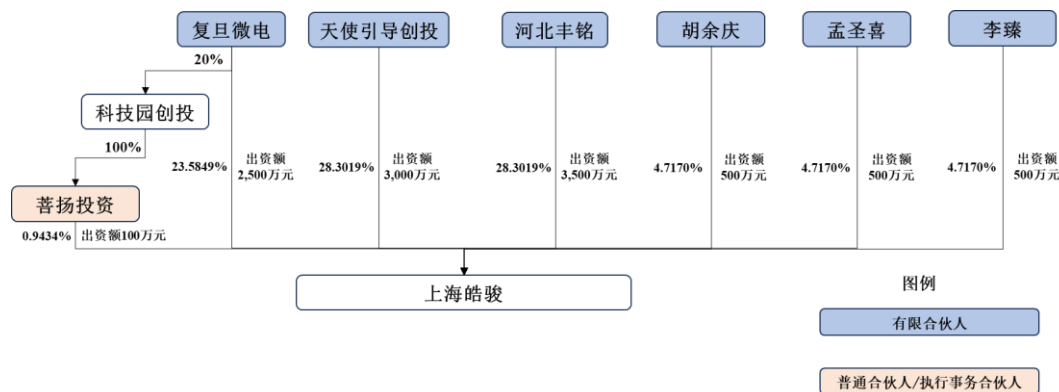 复旦微电
天使引导创投
河北丰铭
胡余庆
孟圣喜
李臻
20%
科技园创投
100%
23.5849%
出资额
2,500万元
28.3019%
出资额
3,000万元
28.3019%
出资额
3,500万元
4.7170%
出资额
500万元
4.7170%
出资额
500万元
4.7170%
出资额
500万元
菩扬投资
0.9434%
出资额100万元
上海皓骏
图例
有限合伙人
普通合伙人/执行事务合伙人